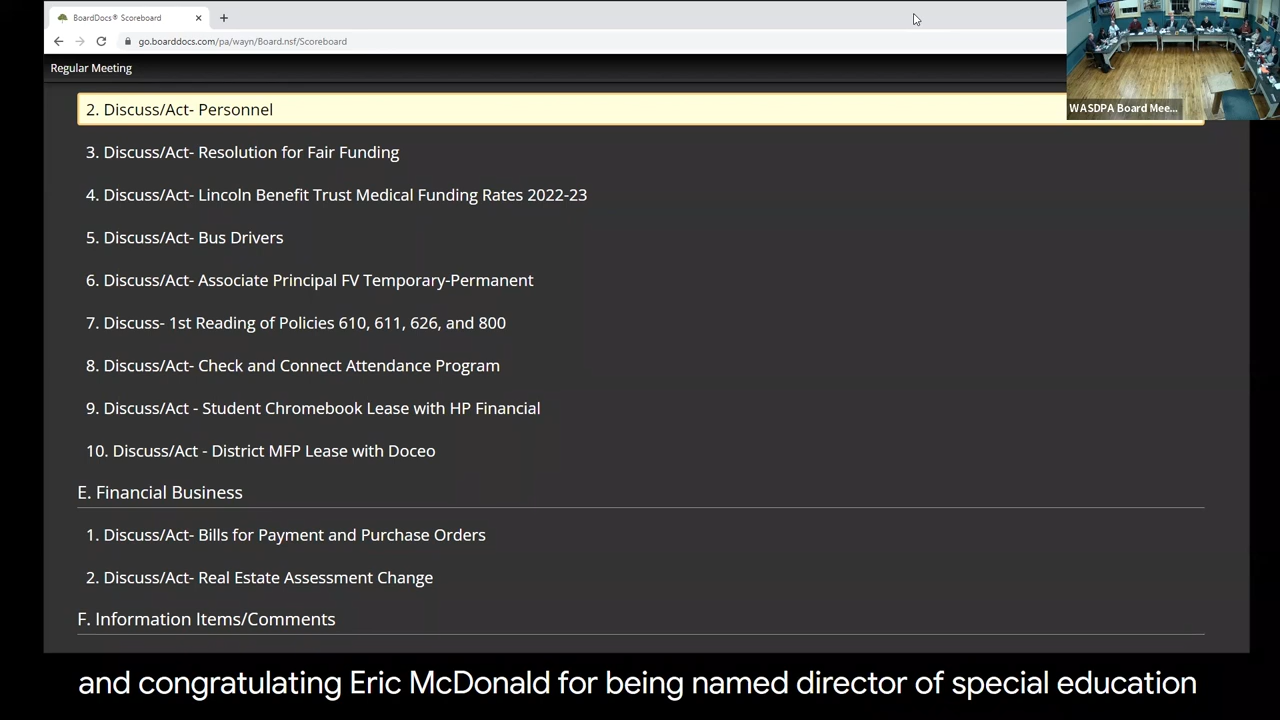 BoardDocs® Scoreboard
go.boarddocs.com/pa/wayn/Board.nsf/Scoreboard
Regular Meeting
WASDPA Board Mee...
2. Discuss/Act- Personnel
3. Discuss/Act- Resolution for Fair Funding
4. Discuss/Act- Lincoln Benefit Trust Medical Funding Rates 2022-23
5. Discuss/Act- Bus Drivers
6. Discuss/Act- Associate Principal FV Temporary-Permanent
7. Discuss- 1st Reading of Policies 610, 611, 626, and 800
8. Discuss/Act- Check and Connect Attendance Program
9. Discuss/Act - Student Chromebook Lease with HP Financial
10. Discuss/Act - District MFP Lease with Doceo
E. Financial Business
1. Discuss/Act- Bills for Payment and Purchase Orders
2. Discuss/Act- Real Estate Assessment Change
F. Information Items/Comments
and congratulating Eric McDonald for being named director of special education